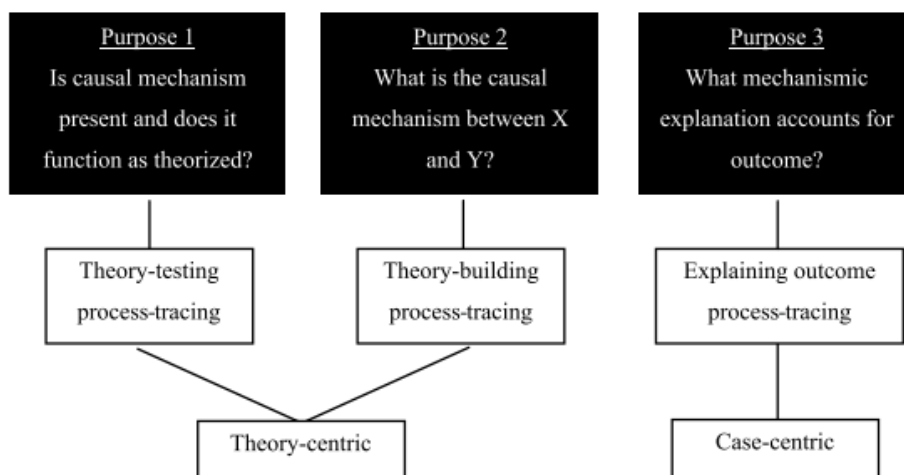 Purpose 1
Is causal mechanism
present and does it
function as theorized?
Purpose 2
What is the causal
mechanism between X
and Y?
Purpose 3
What mechanismic
explanation accounts for
outcome?
Theory-testing
process-tracing
Theory-building
process-tracing
Explaining outcome
process-tracing
Theory-centric
Case-centric